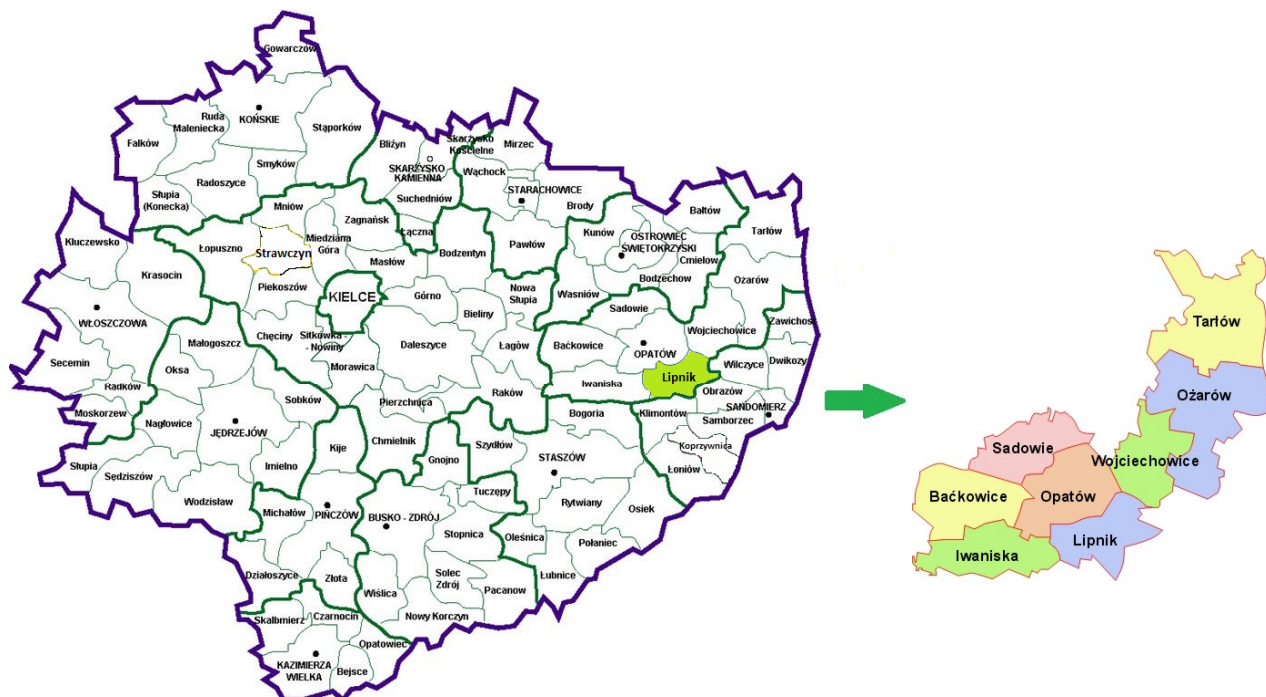 Gowarczów
Ruda
Maleniecka
KOŃSKIE
Stąporków
Fałków
Smyków
Radoszyce
Słupia
(Konecka)
Bliżyn
Skarżysko
Kościelne
Mirzec
SKARŻYSKO
KAMIENNA
Wąchock
STARACHOWICE
Suchedniów
Brody
Mniów
Zagnańsk
Łączna
Kluczewsko
Łopuszno
Strawczyn
Miedziana
Góra
Masłów
Bodzentyn
Pawłów
Kunów
Bałtów
OSTROWIEC
ŚWIĘTOKRZYSKI
Tarłów
Krasocin
Piekoszów
Ćmielow
Bodzechow
Ożarów
KIELCE
Górno
Nowa
Słupia
Waśniów
Sadowie
WŁOSZCZOWA
Chęciny
Sitkówka -
Nowiny
Bieliny
Wojciechowice
Zawichost
Małogoszcz
Daleszyce
Łagów
Baćkowice
OPATÓW
Secemin
Oksa
Morawica
Wilczyce
Dwikozy
Radków
Iwaniska
Lipnik
Obrazów
Moskorzew
Sobków
Pierzchnica
Raków
SANDOMIERZ
Nagłowice
JĘDRZEJÓW
Bogoria
Klimontów
Samborzec
Kije
Chmielnik
Szydłów
Koprzywnica
Słupia
Sędziszów
Imielno
Gnojno
STASZÓW
Łoniów
Wodzisław
Michałów
PIŃCZÓW
Tuczępy
Rytwiany
Osiek
BUSKO - ZDRÓJ
Stopnica
Oleśnica
Połaniec
Działoszyce
Złota
Solec
Zdrój
Łubnice
Wiślica
Pacanow
Skalbmierz
Czarnocin
Nowy Korczyn
Opatowiec
KAZIMIERZA
WIELKA
Bejsce
Tarłów
Ożarów
Sadowie
Wojciechowice
Baćkowice
Opatów
Lipnik
Iwaniska